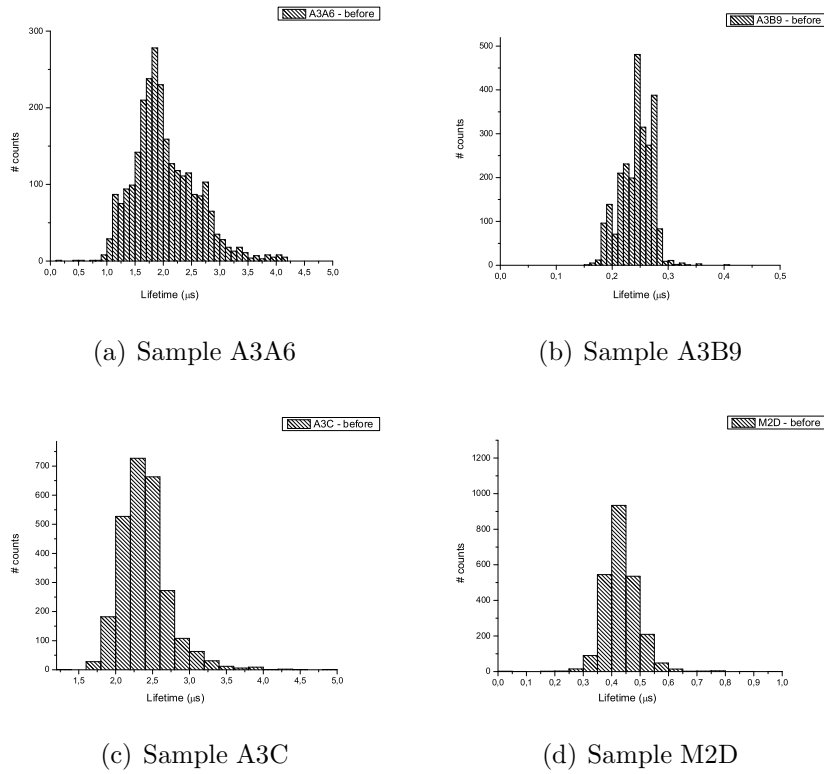 A3A6 - before
300
200
100
0
# counts
0,0 0,5 1,0 1,5 2,0 2,5 3,0 3,5 4,0 4,5 5,0
Lifetime (μs)
(a) Sample A3A6
A3B9 - before
500
400
300
200
100
0
# counts
0,0 0,1 0,2 0,3 0,4 0,5
Lifetime (μs)
(b) Sample A3B9
A3C - before
700
600
500
400
300
200
100
0
# counts
1,5 2,0 2,5 3,0 3,5 4,0 4,5 5,0
Lifetime (μs)
(c) Sample A3C
M2D - before
1200
1000
800
600
400
200
0
# counts
0,0 0,1 0,2 0,3 0,4 0,5 0,6 0,7 0,8 0,9 1,0
Lifetime (μs)
(d) Sample M2D